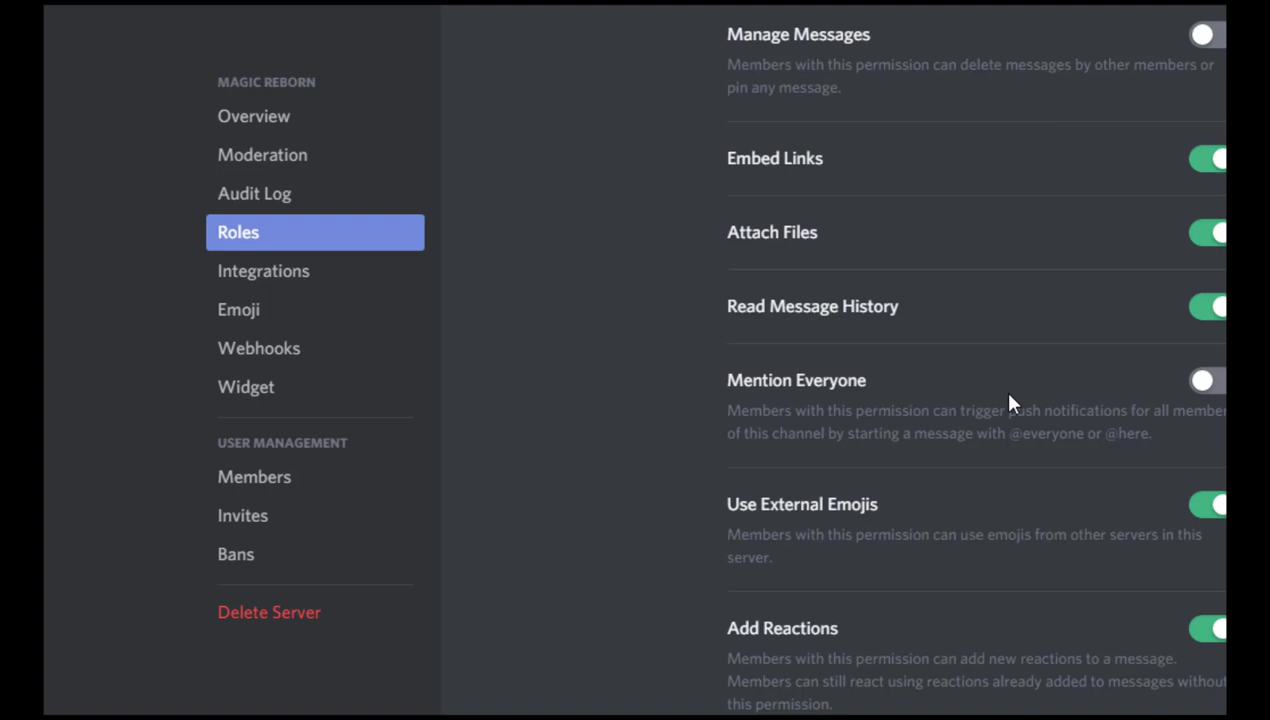 MAGIC REBORN
Overview
Moderation
Audit Log
Roles
Integrations
Emoji
Webhooks
Widget
USER MANAGEMENT
Members
Invites
Bans
Delete Server
Manage Messages
Members with this permission can delete messages by other members or
pin any message.
Embed Links
Attach Files
Read Message History
Mention Everyone
Members with this permission can trigger push notifications for all member
of this channel by starting a message with @everyone or @here.
Use External Emojis
Members with this permission can use emojis from other servers in this
server.
Add Reactions
Members with this permission can add new reactions to a message.
Members can still react using reactions already added to messages without
this permission.